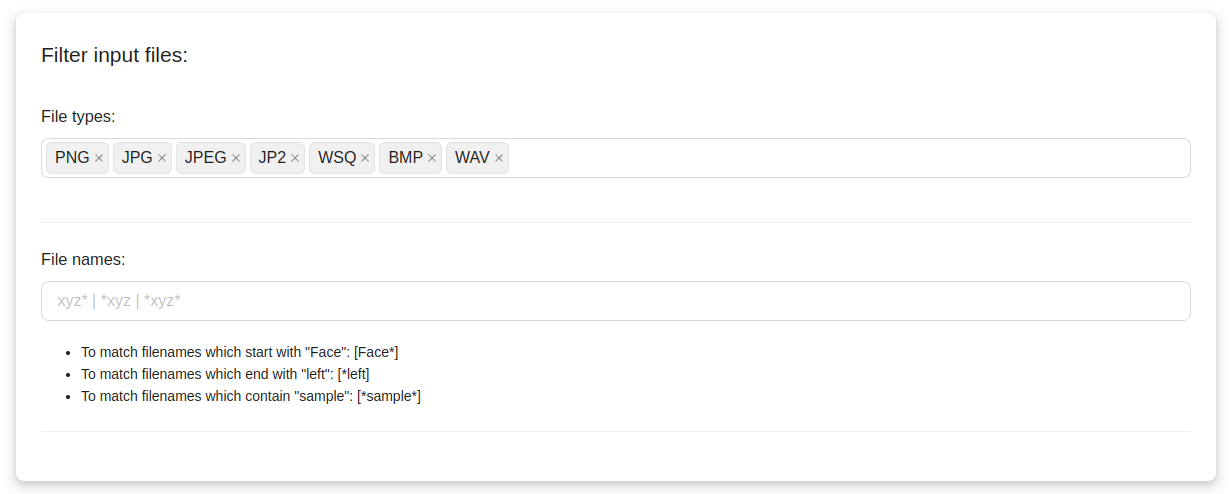 Filter input files:
File types:
PNG × JPG × JPEG × JP2 × WSQ × BMP × WAV ×
File names:
xyz* | *xyz | *xyz*
• To match filenames which start with "Face": [Face*]
• To match filenames which end with "left": [*left]
• To match filenames which contain "sample": [*sample*]